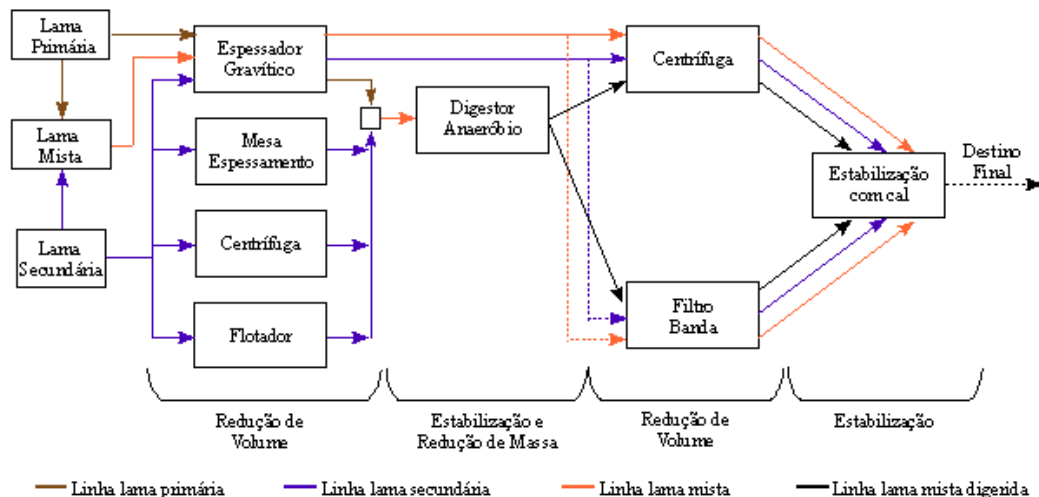 Lama
Primária
Lama
Mista
Lama
Secundária
Espessador
Gravítico
Mesa
Espessamento
Centrífuga
Flotador
Digestor
Anaeróbio
Centrífuga
Filtro
Banda
Estabilização
com cal
Destino
Final
Redução de
Volume
Estabilização e
Redução de Massa
Redução de
Volume
Estabilização
Linha lama primária
Linha lama secundária
Linha lama mista
Linha lama mista digerida